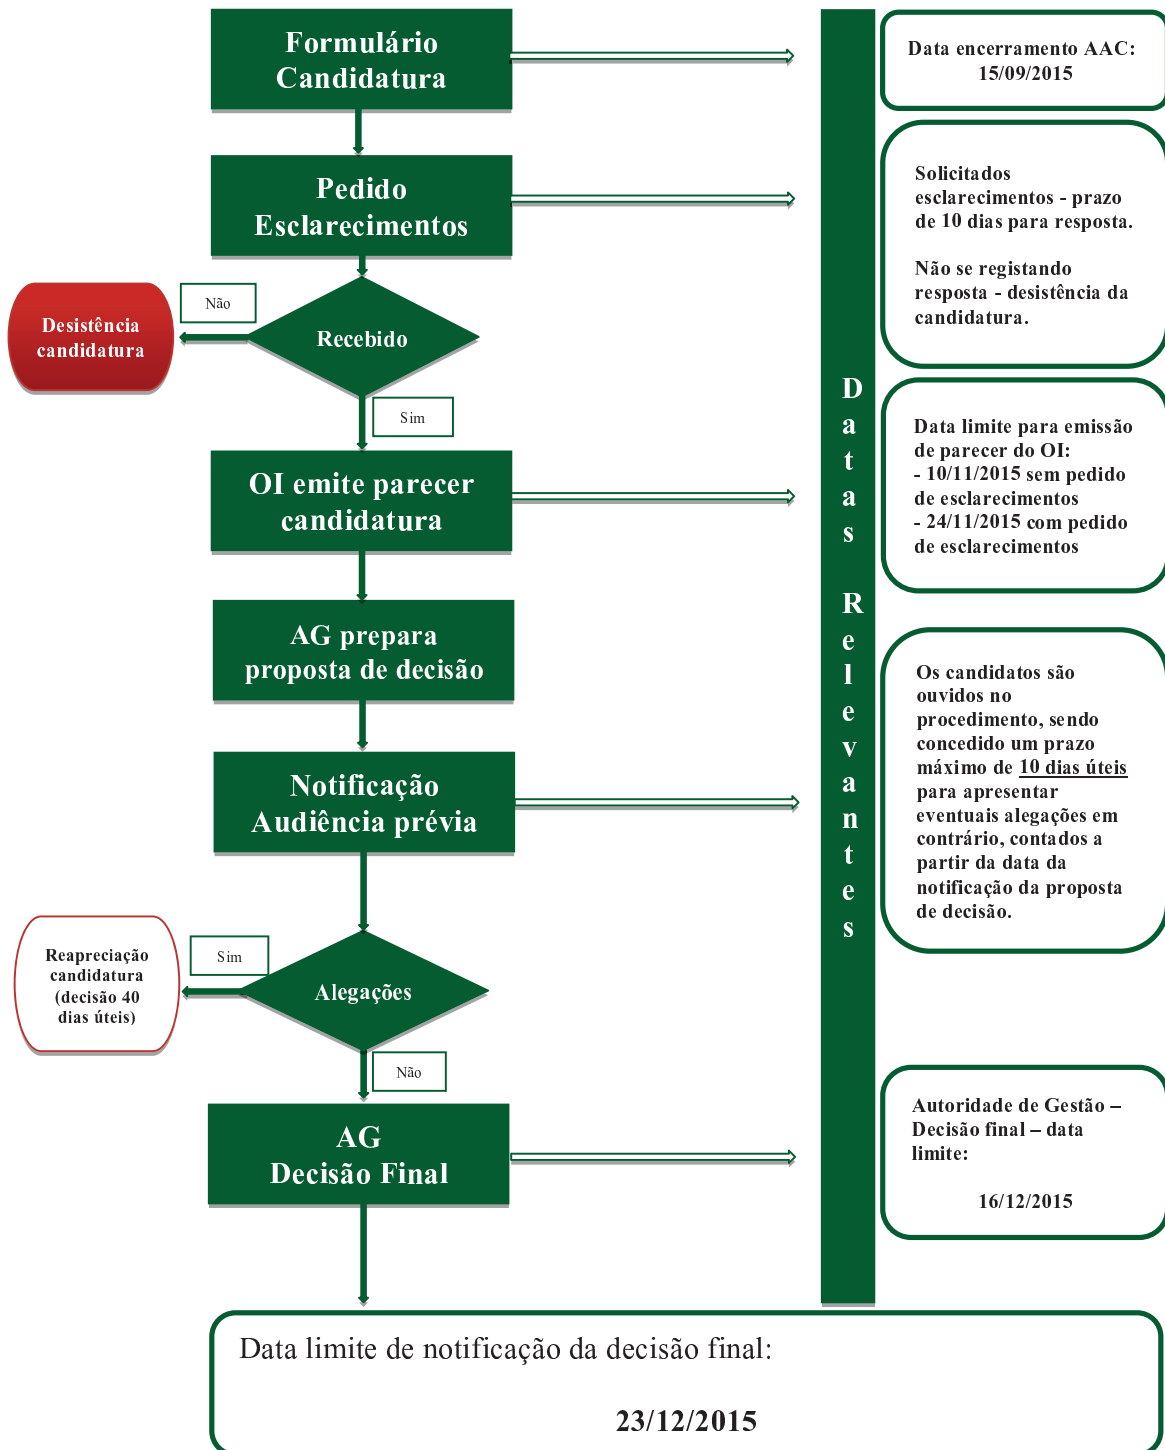 Formulário
Candidatura
Data encerramento AAC:
15/09/2015
Pedido
Esclarecimentos
Solicitados
esclarecimentos - prazo
de 10 dias para resposta.
Não se registando
resposta - desistência da
candidatura.
Não
Desistência
candidatura
Recebido
Sim
OI emite parecer
candidatura
Data limite para emissão
de parecer do OI:
- 10/11/2015 sem pedido
de esclarecimentos
- 24/11/2015 com pedido
de esclarecimentos
Datas Relevantes
AG prepara
proposta de decisão
Notificação
Audiência prévia
Os candidatos são
ouvidos no
procedimento, sendo
concedido um prazo
máximo de 10 dias úteis
para apresentar
eventuais alegações em
contrário, contados a
partir da data da
notificação da proposta
de decisão.
Sim
Reapreciação
candidatura
(decisão 40
dias úteis)
Alegações
Não
AG
Decisão Final
Autoridade de Gestão –
Decisão final – data
limite:
16/12/2015
Data limite de notificação da decisão final:
23/12/2015